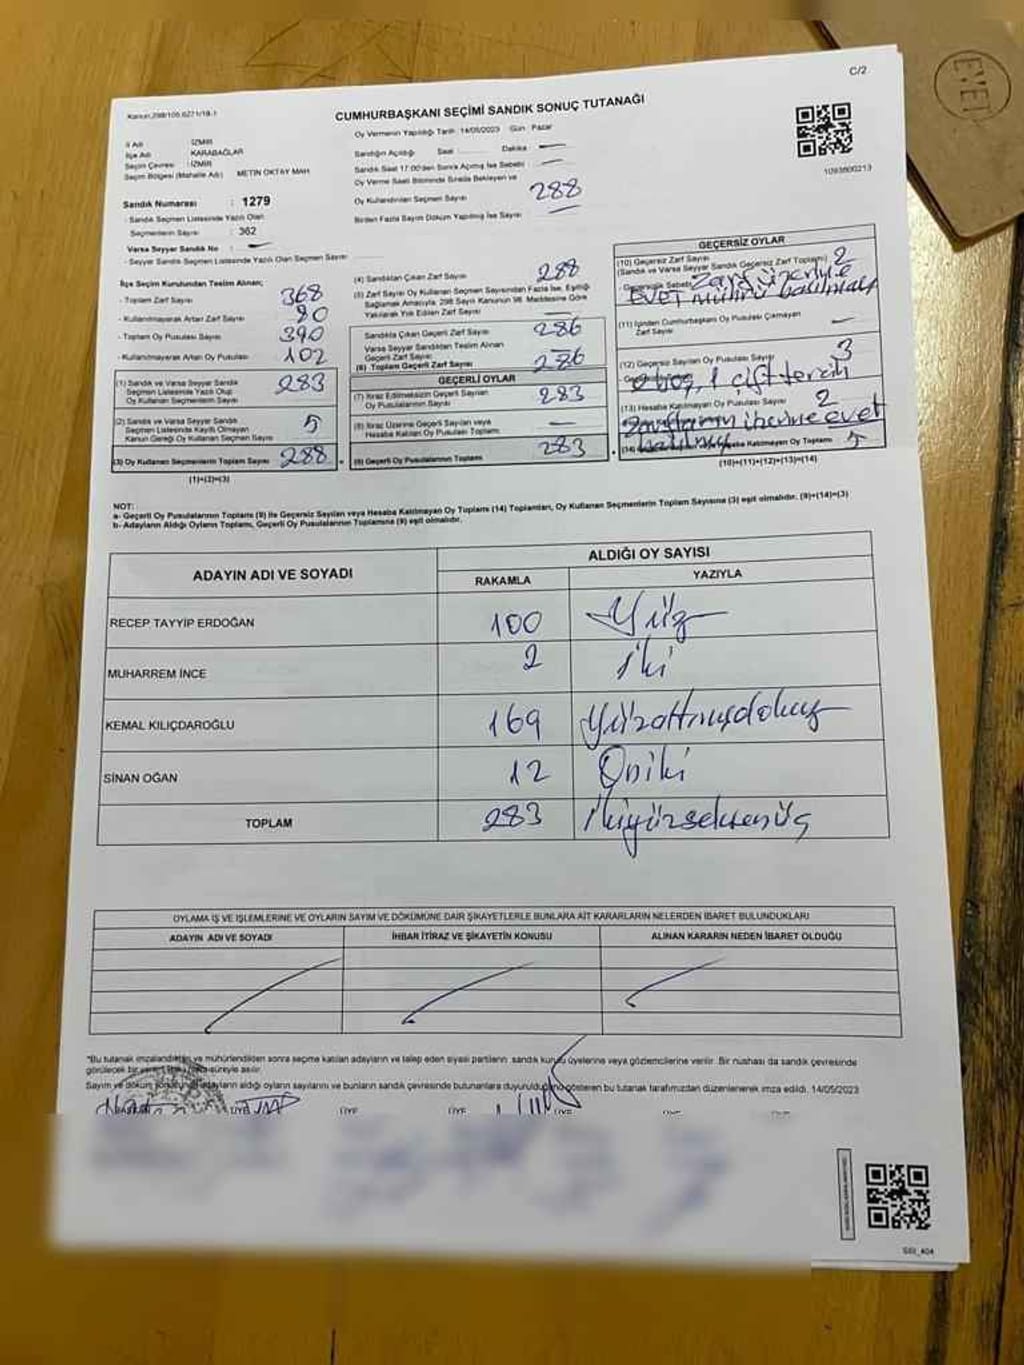 C/2
Kanun:298/105.6271/19-1
CUMHURBAŞKANI SEÇİMİ SANDIK SONUÇ TUTANAĞI
Oy Vermenin Yapıldığı Tarih : 14/05/2023 Gün : Pazar
İl Adı : İZMİR
İlçe Adı : KARABAĞLAR
Seçim Çevresi : İZMİR
Seçim Bölgesi (Mahalle Adı) : METİN OKTAY MAH.
Sandık Numarası : 1279
- Sandık Seçmen Listesinde Yazılı Olan
Seçmenlerin Sayısı : 362
Varsa Seyyar Sandık No : —
- Seyyar Sandık Seçmen Listesinde Yazılı Olan Seçmen Sayısı
Sandığın Açıldığı Saat : Dakika : —
Sandık Saat 17:00'den Sonra Açılmış İse Sebebi : —
Oy Verme Saati Bitiminde Sırada Bekleyen ve
Oy Kullandırılan Seçmen Sayısı : 288
Birden Fazla Sayım Döküm Yapılmış İse Sayısı —
1093800213
İlçe Seçim Kurulundan Teslim Alınan;
- Toplam Zarf Sayısı : 368
- Kullanılmayarak Artan Zarf Sayısı : 80
- Toplam Oy Pusulası Sayısı : 390
- Kullanılmayarak Artan Oy Pusulası : 102
(1) Sandık ve Varsa Seyyar Sandık
Seçmen Listesinde Yazılı Olup
Oy Kullanan Seçmenlerin Sayısı 283
(2) Sandık ve Varsa Seyyar Sandık
Seçmen Listesinde Kayıtlı Olmayan
Kanun Gereği Oy Kullanan Seçmen Sayısı 5
(3) Oy Kullanan Seçmenlerin Toplam Sayısı 288
(1)+(2)=(3)
(4) Sandıktan Çıkan Zarf Sayısı 288
(5) Zarf Sayısı Oy Kullanan Seçmen Sayısından Fazla İse, Eşitliği
Sağlamak Amacıyla, 298 Sayılı Kanunun 98. Maddesine Göre
Yakılarak Yok Edilen Zarf Sayısı —
Sandıkta Çıkan Geçerli Zarf Sayısı 286
Varsa Seyyar Sandıktan Teslim Alınan
Geçerli Zarf Sayısı —
(6) Toplam Geçerli Zarf Sayısı 286
GEÇERLİ OYLAR
(7) İtiraz Edilmeksizin Geçerli Sayılan
Oy Pusulalarının Sayısı 283
(8) İtiraz Üzerine Geçerli Sayılan veya
Hesaba Katılan Oy Pusulası Toplamı —
(9) Geçerli Oy Pusulalarının Toplamı 283
GEÇERSİZ OYLAR
(10) Geçersiz Zarf Sayısı
(Sandık ve Varsa Seyyar Sandık Geçersiz Zarf Toplamı) 2
- Geçersizlik Sebebi zarf üzeriyle
EVET mührü
(11) İçinden Cumhurbaşkanı Oy Pusulası Çıkmayan
Zarf Sayısı —
(12) Geçersiz Sayılan Oy Pusulası Sayısı 3
2 boş, 1 çift tercih
(13) Hesaba Katılmayan Oy Pusulası Sayısı 2
Zarfların üzerine evet
Hesaba Katılmayan Oy Toplamı 5
(10)+(11)+(12)+(13)=(14)
NOT:
a- Geçerli Oy Pusulalarının Toplamı (9) ile Geçersiz Sayılan veya Hesaba Katılmayan Oy Toplamı (14) Toplamları, Oy Kullanan Seçmenlerin Toplam Sayısına (3) eşit olmalıdır. (9)+(14)=(3)
b- Adayların Aldığı Oyların Toplamı, Geçerli Oy Pusulalarının Toplamına (9) eşit olmalıdır.
ADAYIN ADI VE SOYADI ALDIĞI OY SAYISI
RAKAMLA YAZIYLA
RECEP TAYYİP ERDOĞAN 100 Yüz
MUHARREM İNCE 2 iki
KEMAL KILIÇDAROĞLU 169 Yüzaltmışdokuz
SİNAN OĞAN 12 Oniki
TOPLAM 283 ikiyüzseksenüç
OYLAMA İŞ VE İŞLEMLERİNE VE OYLARIN SAYIM VE DÖKÜMÜNE DAİR ŞİKAYETLERLE BUNLARA AİT KARARLARIN NELERDEN İBARET BULUNDUKLARI
ADAYIN ADI VE SOYADI İHBAR İTİRAZ VE ŞİKAYETİN KONUSU ALINAN KARARIN NEDEN İBARET OLDUĞU
*Bu tutanak imzalandıktan ve mühürlendikten sonra seçime katılan adayların ve talep eden siyasi partilerin sandık kurulu üyelerine veya gözlemcilerine verilir. Bir nüshası da sandık çevresinde
görülecek bir yere süreyle asılır.
Sayım ve döküm adayların aldığı oyların sayılarını ve bunların sandık çevresinde bulunanlara duyurulduğunu gösteren bu tutanak tarafımızdan düzenlenerek imza edildi. 14/05/2023
ÜYE ÜYE ÜYE ÜYE
EVET